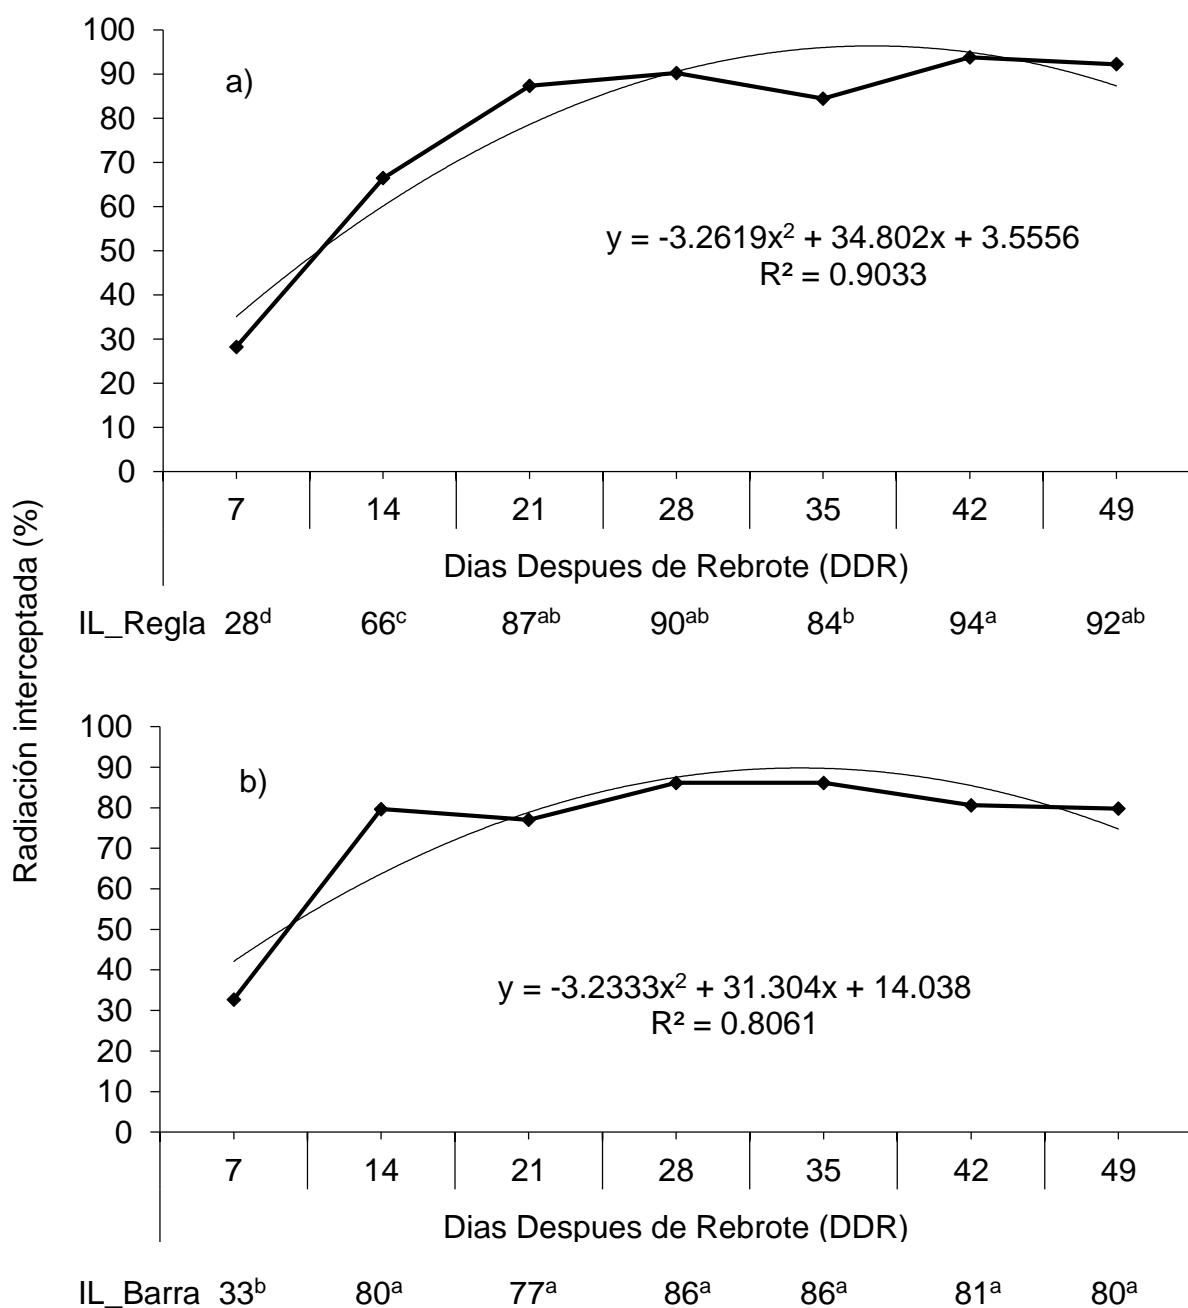 100
90
80
70
60
50
40
30
20
10
0
a)
y = -3.2619x² + 34.802x + 3.5556
R² = 0.9033
7 14 21 28 35 42 49
Dias Despues de Rebrote (DDR)
IL_Regla 28ᵈ 66ᶜ 87ᵃᵇ 90ᵃᵇ 84ᵇ 94ᵃ 92ᵃᵇ
Radiación interceptada (%)
100
90
80
70
60
50
40
30
20
10
0
b)
y = -3.2333x² + 31.304x + 14.038
R² = 0.8061
7 14 21 28 35 42 49
Dias Despues de Rebrote (DDR)
IL_Barra 33ᵇ 80ᵃ 77ᵃ 86ᵃ 86ᵃ 81ᵃ 80ᵃ